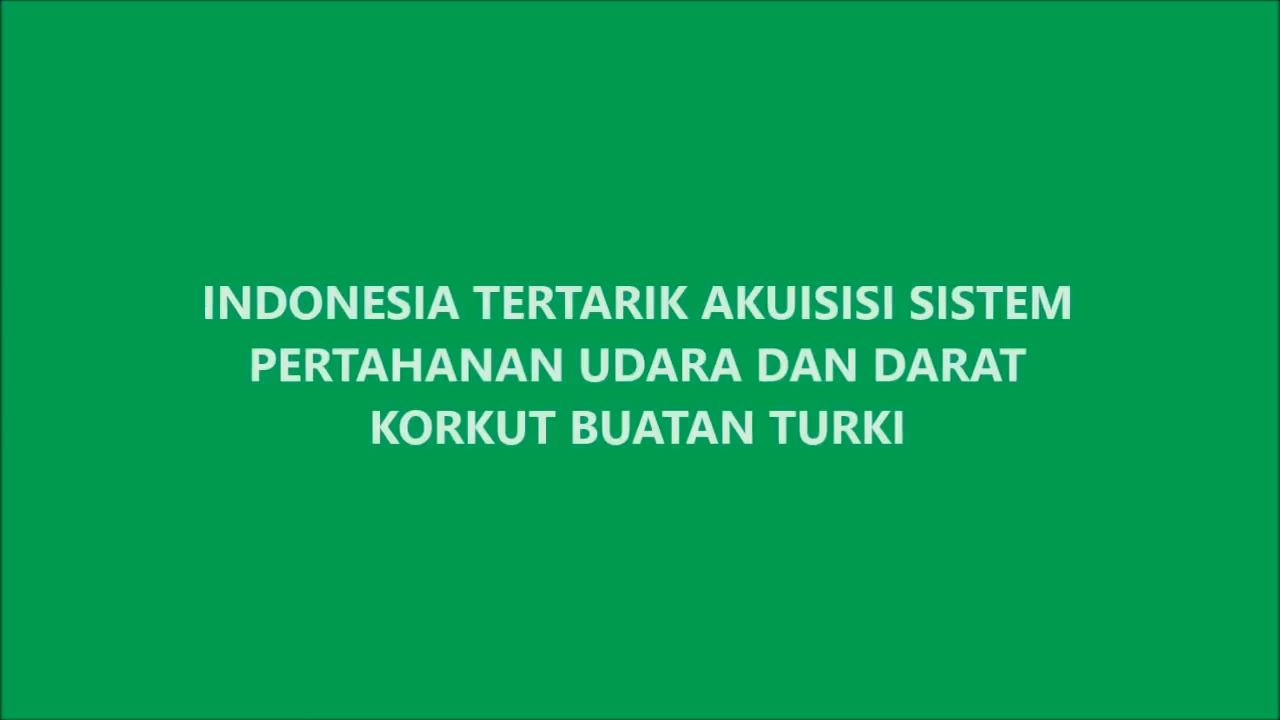 INDONESIA TERTARIK AKUISISI SISTEM
PERTAHANAN UDARA DAN DARAT
KORKUT BUATAN TURKI